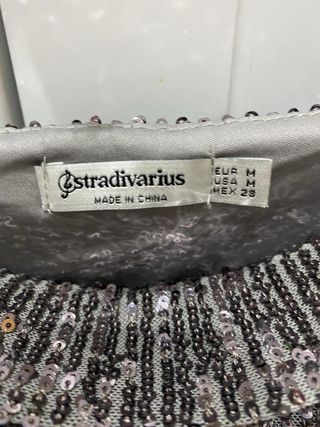 stradivarius
MADE IN CHINA
EUR M
USA M
MEX 28